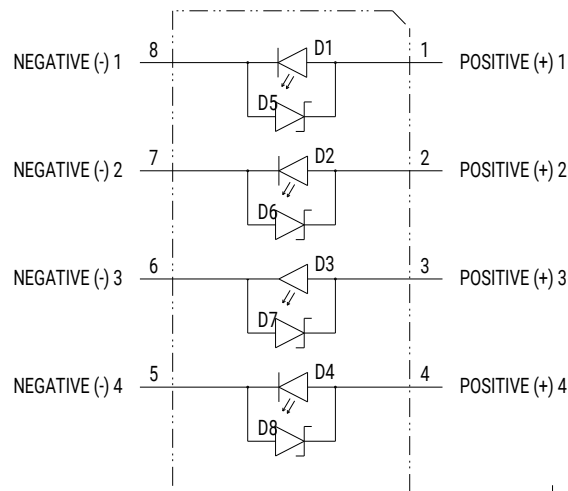 D1
NEGATIVE (-) 1 8 1 POSITIVE (+) 1
D5
D2
NEGATIVE (-) 2 7 2 POSITIVE (+) 2
D6
D3
NEGATIVE (-) 3 6 3 POSITIVE (+) 3
D7
D4
NEGATIVE (-) 4 5 4 POSITIVE (+) 4
D8